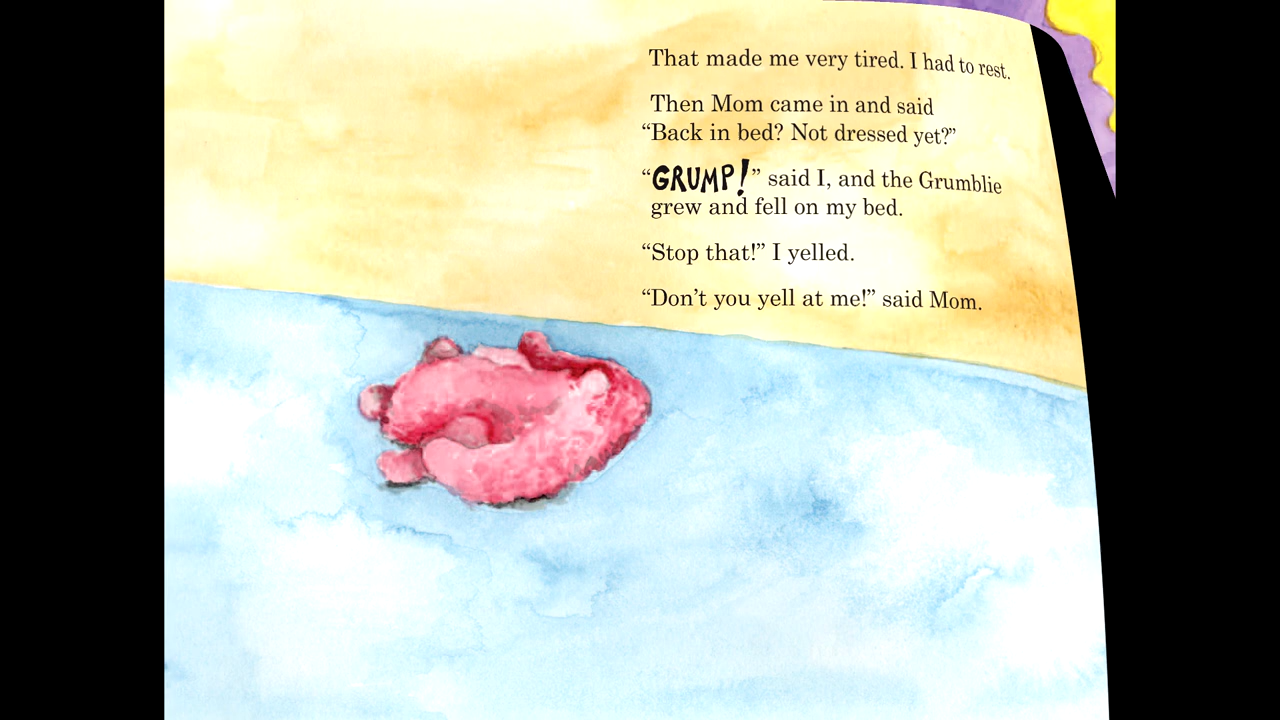 That made me very tired. I had to rest.
Then Mom came in and said
“Back in bed? Not dressed yet?”
“GRUMP!” said I, and the Grumblie
grew and fell on my bed.
“Stop that!” I yelled.
“Don’t you yell at me!” said Mom.